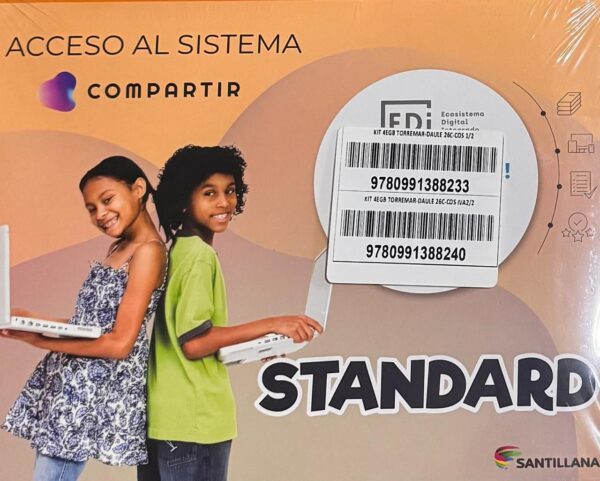 ACCESO AL SISTEMA
COMPARTIR
EDi Ecosistema
Digital
Integrado
KIT 4EGB TORREMAR-DAULE 26C-CDS 1/2
9780991388233
KIT 4EGB TORREMAR-DAULE 26C-CDS IVA2/2
9780991388240
STANDARD
SANTILLANA